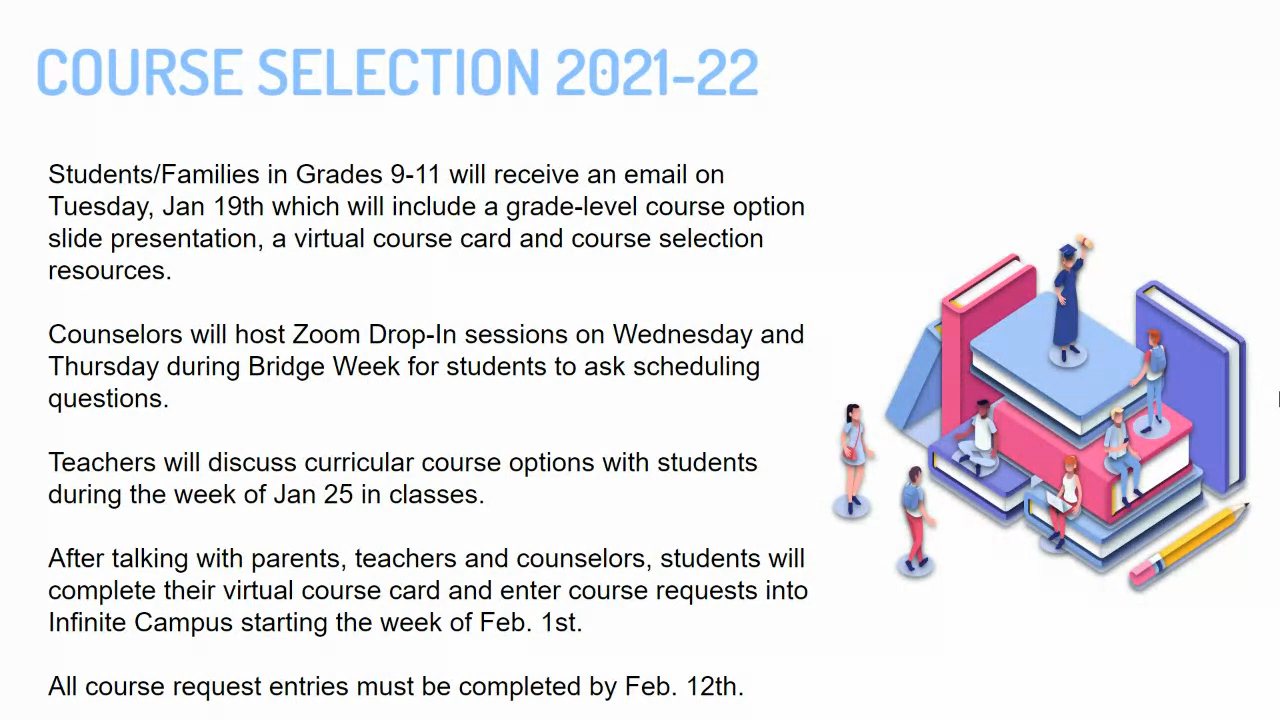 COURSE SELECTION 2021-22
Students/Families in Grades 9-11 will receive an email on
Tuesday, Jan 19th which will include a grade-level course option
slide presentation, a virtual course card and course selection
resources.
Counselors will host Zoom Drop-In sessions on Wednesday and
Thursday during Bridge Week for students to ask scheduling
questions.
Teachers will discuss curricular course options with students
during the week of Jan 25 in classes.
After talking with parents, teachers and counselors, students will
complete their virtual course card and enter course requests into
Infinite Campus starting the week of Feb. 1st.
All course request entries must be completed by Feb. 12th.